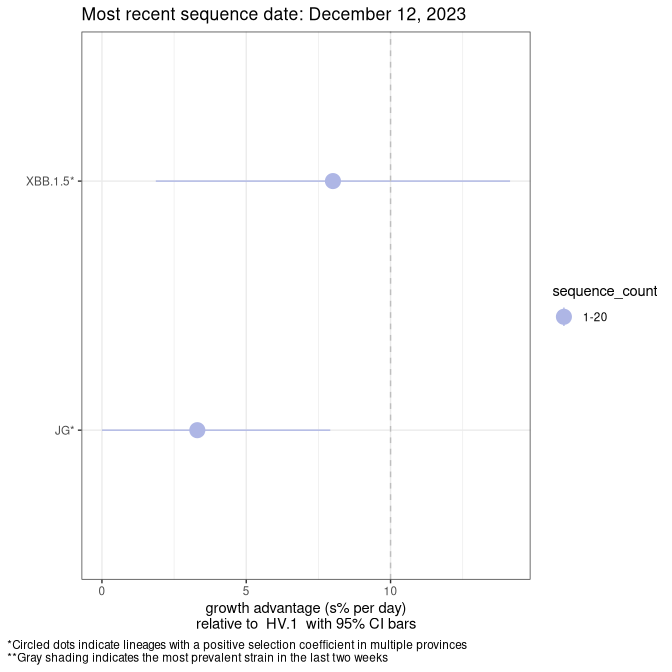 Most recent sequence date: December 12, 2023
XBB.1.5*
JG*
sequence_count
1-20
0 5 10
growth advantage (s% per day)
relative to HV.1 with 95% CI bars
*Circled dots indicate lineages with a positive selection coefficient in multiple provinces
**Gray shading indicates the most prevalent strain in the last two weeks